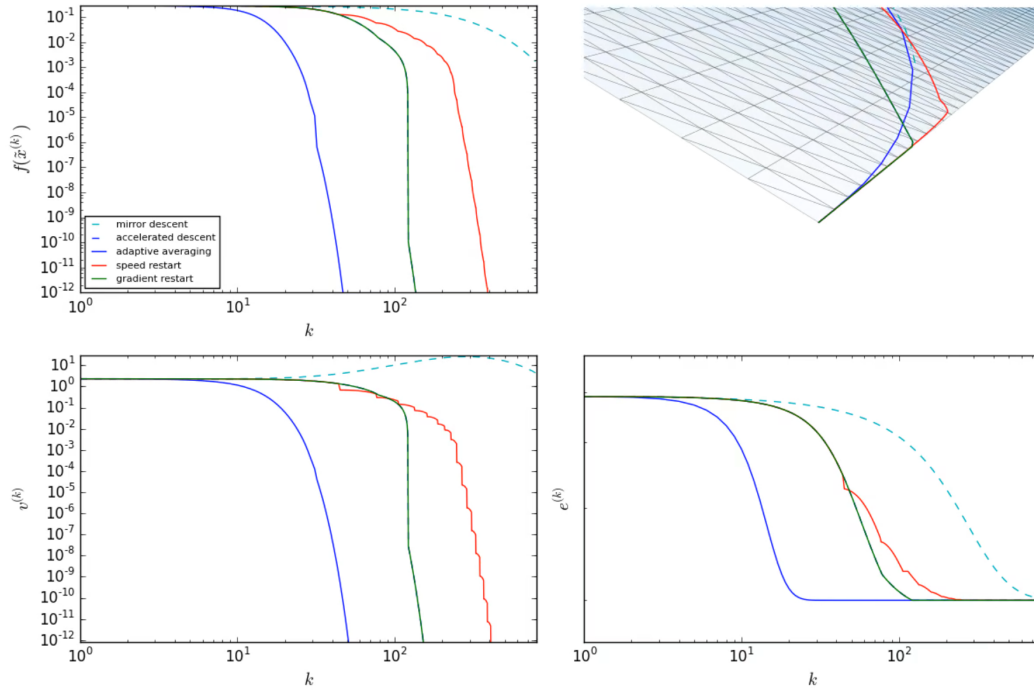 10^{-1}
10^{-2}
10^{-3}
10^{-4}
10^{-5}
10^{-6}
10^{-7}
10^{-8}
10^{-9}
10^{-10}
10^{-11}
10^{-12}
f(x̃^{(k)})
mirror descent
accelerated descent
adaptive averaging
speed restart
gradient restart
10^0 10^1 10^2
k
10^1
10^0
10^{-1}
10^{-2}
10^{-3}
10^{-4}
10^{-5}
10^{-6}
10^{-7}
10^{-8}
10^{-9}
10^{-10}
10^{-11}
10^{-12}
v^{(k)}
10^0 10^1 10^2
k
e^{(k)}
10^0 10^1 10^2
k